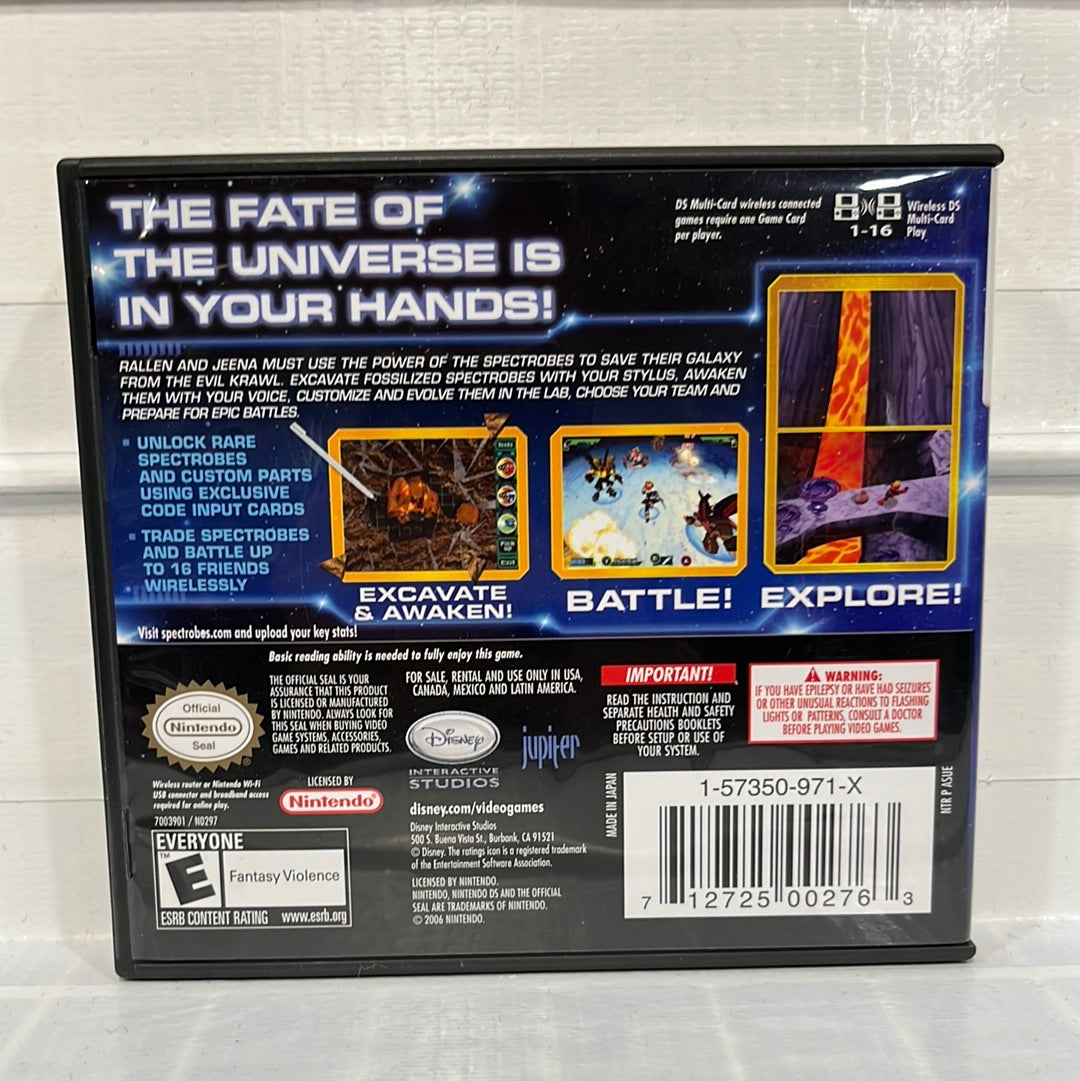 THE FATE OF
THE UNIVERSE IS
IN YOUR HANDS!
DS Multi-Card wireless connected
games require one Game Card
per player.
1-16
Wireless DS
Multi-Card
Play
RALLEN AND JEENA MUST USE THE POWER OF THE SPECTROBES TO SAVE THEIR GALAXY
FROM THE EVIL KRAWL. EXCAVATE FOSSILIZED SPECTROBES WITH YOUR STYLUS, AWAKEN
THEM WITH YOUR VOICE, CUSTOMIZE AND EVOLVE THEM IN THE LAB, CHOOSE YOUR TEAM AND
PREPARE FOR EPIC BATTLES.
UNLOCK RARE
SPECTROBES
AND CUSTOM PARTS
USING EXCLUSIVE
CODE INPUT CARDS
TRADE SPECTROBES
AND BATTLE UP
TO 16 FRIENDS
WIRELESSLY
Pick
up
Exit
EXCAVATE
& AWAKEN!
BATTLE!
EXPLORE!
Visit spectrobes.com and upload your key stats!
Basic reading ability is needed to fully enjoy this game.
Official
Nintendo
Seal
THE OFFICIAL SEAL IS YOUR
ASSURANCE THAT THIS PRODUCT
IS LICENSED OR MANUFACTURED
BY NINTENDO. ALWAYS LOOK FOR
THIS SEAL WHEN BUYING VIDEO
GAME SYSTEMS, ACCESSORIES,
GAMES AND RELATED PRODUCTS.
FOR SALE, RENTAL AND USE ONLY IN USA,
CANADA, MEXICO AND LATIN AMERICA.
Disney
INTERACTIVE
STUDIOS
jupiter
IMPORTANT!
READ THE INSTRUCTION AND
SEPARATE HEALTH AND SAFETY
PRECAUTIONS BOOKLETS
BEFORE SETUP OR USE OF
YOUR SYSTEM.
WARNING:
IF YOU HAVE EPILEPSY OR HAVE HAD SEIZURES
OR OTHER UNUSUAL REACTIONS TO FLASHING
LIGHTS OR PATTERNS, CONSULT A DOCTOR
BEFORE PLAYING VIDEO GAMES.
Wireless router or Nintendo Wi-Fi
USB connector and broadband access
required for online play.
7003901 / N0297
LICENSED BY
Nintendo®
EVERYONE
E
™
Fantasy Violence
ESRB CONTENT RATING www.esrb.org
disney.com/videogames
Disney Interactive Studios
500 S. Buena Vista St., Burbank, CA 91521
© Disney. The ratings icon is a registered trademark
of the Entertainment Software Association.
LICENSED BY NINTENDO.
NINTENDO, NINTENDO DS AND THE OFFICIAL
SEAL ARE TRADEMARKS OF NINTENDO.
© 2006 NINTENDO.
MADE IN JAPAN
1-57350-971-X
7 12725 00276 3
NTR P ASUE